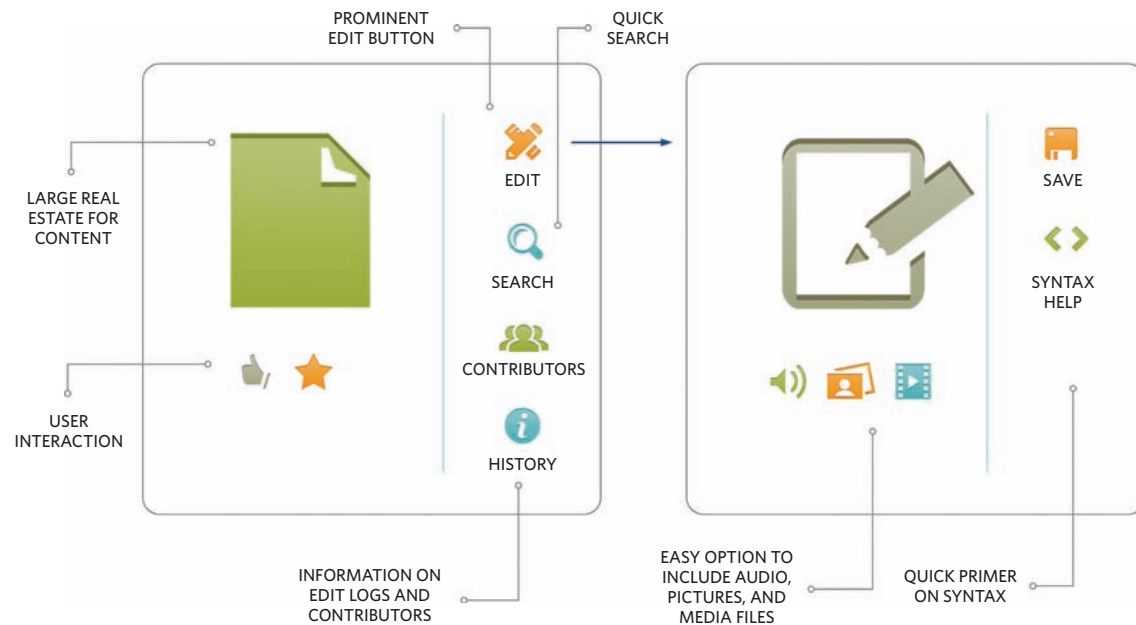 PROMINENT
EDIT BUTTON
QUICK
SEARCH
LARGE REAL
ESTATE FOR
CONTENT
USER
INTERACTION
EDIT
SEARCH
CONTRIBUTORS
HISTORY
SAVE
SYNTAX
HELP
INFORMATION ON
EDIT LOGS AND
CONTRIBUTORS
EASY OPTION TO
INCLUDE AUDIO,
PICTURES, AND
MEDIA FILES
QUICK PRIMER
ON SYNTAX